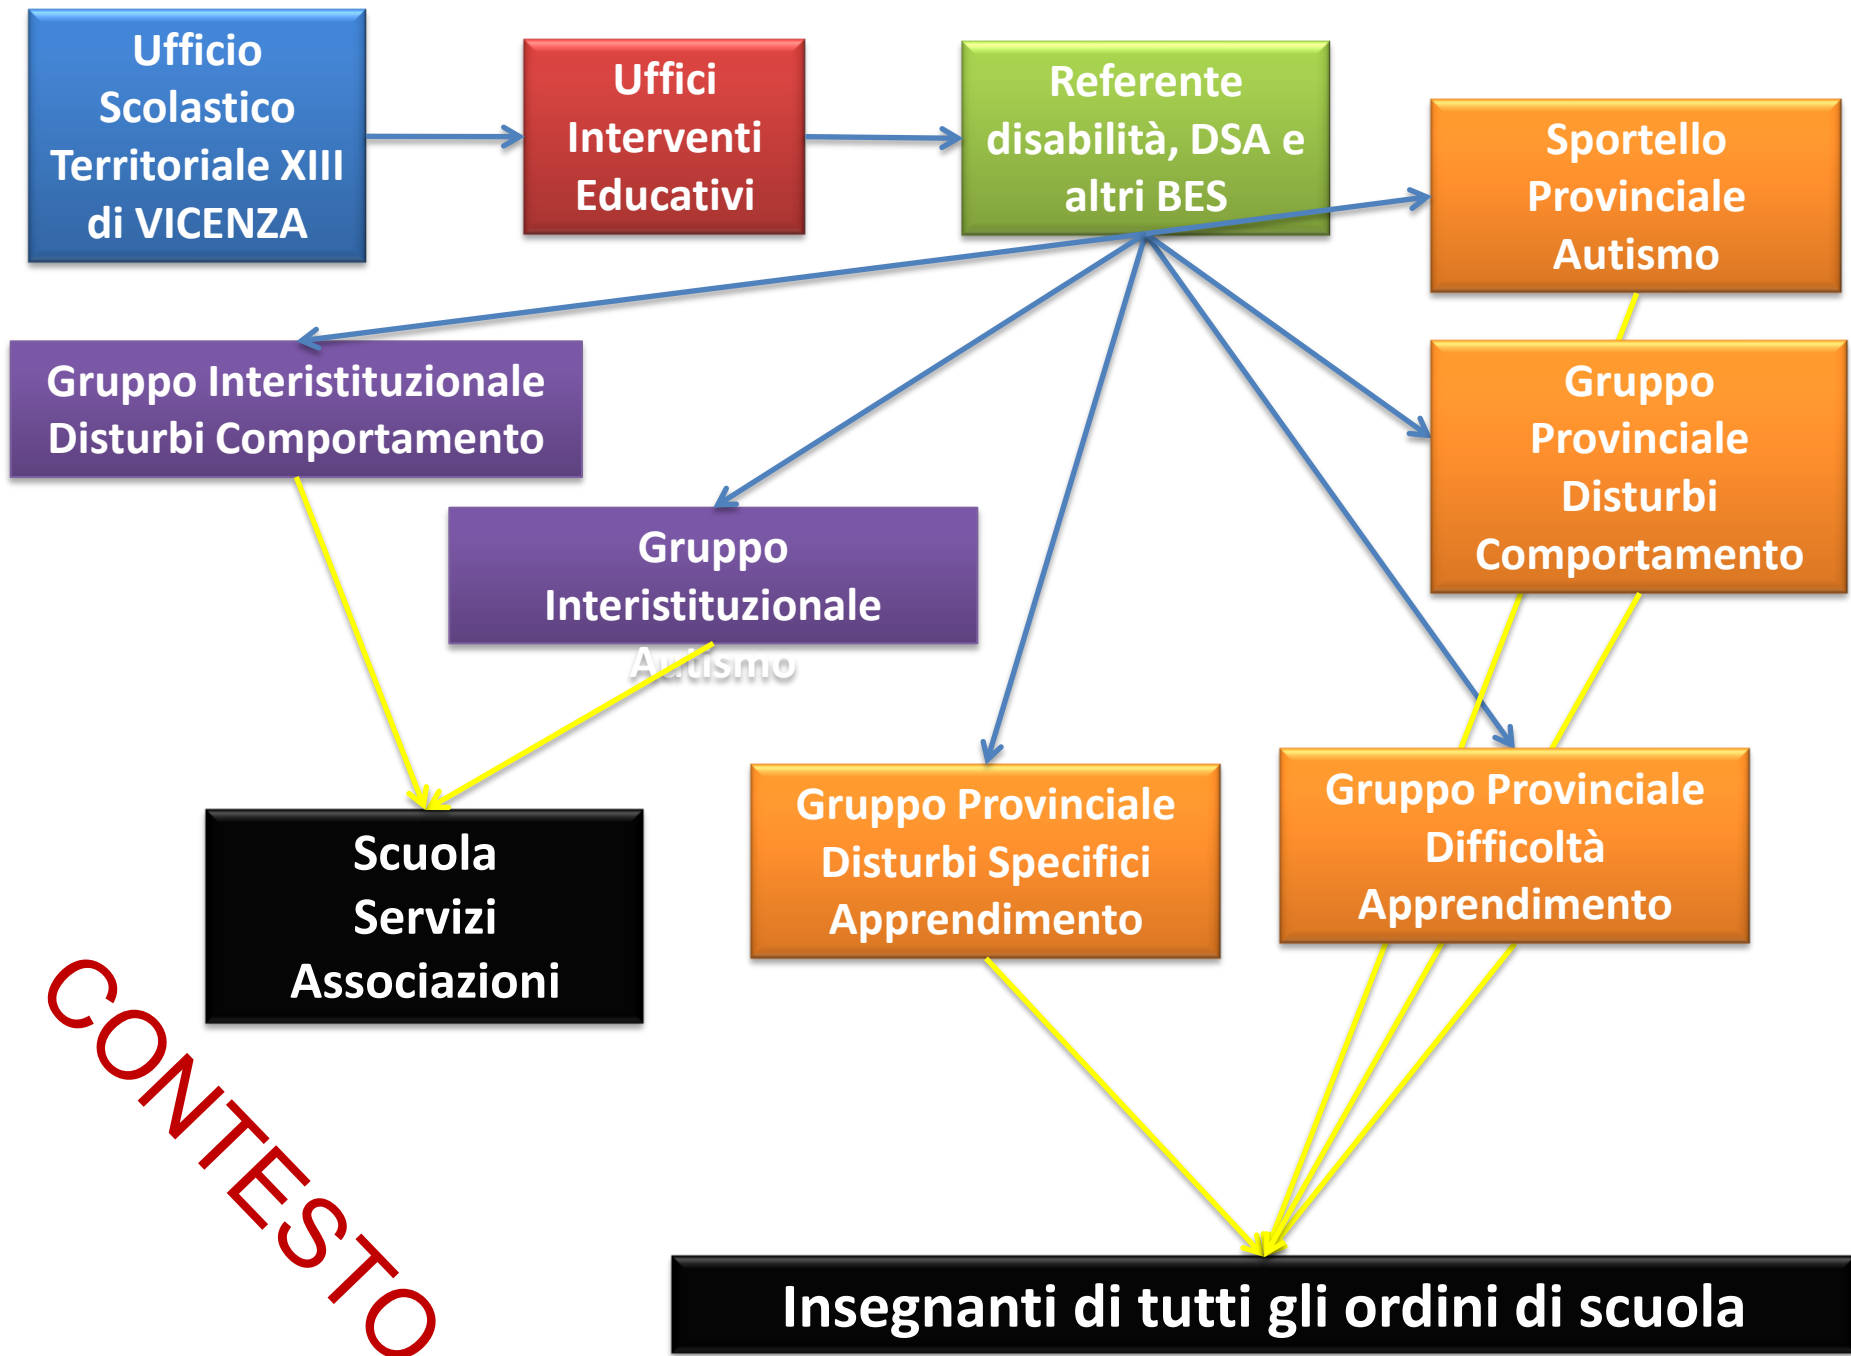 Ufficio
Scolastico
Territoriale XIII
di VICENZA
Uffici
Interventi
Educativi
Referente
disabilità, DSA e
altri BES
Sportello
Provinciale
Autismo
Gruppo Interistituzionale
Disturbi Comportamento
Gruppo
Provinciale
Disturbi
Comportamento
Gruppo
Interistituzionale
Autismo
Gruppo Provinciale
Disturbi Specifici
Apprendimento
Gruppo Provinciale
Difficoltà
Apprendimento
Scuola
Servizi
Associazioni
CONTESTO
Insegnanti di tutti gli ordini di scuola